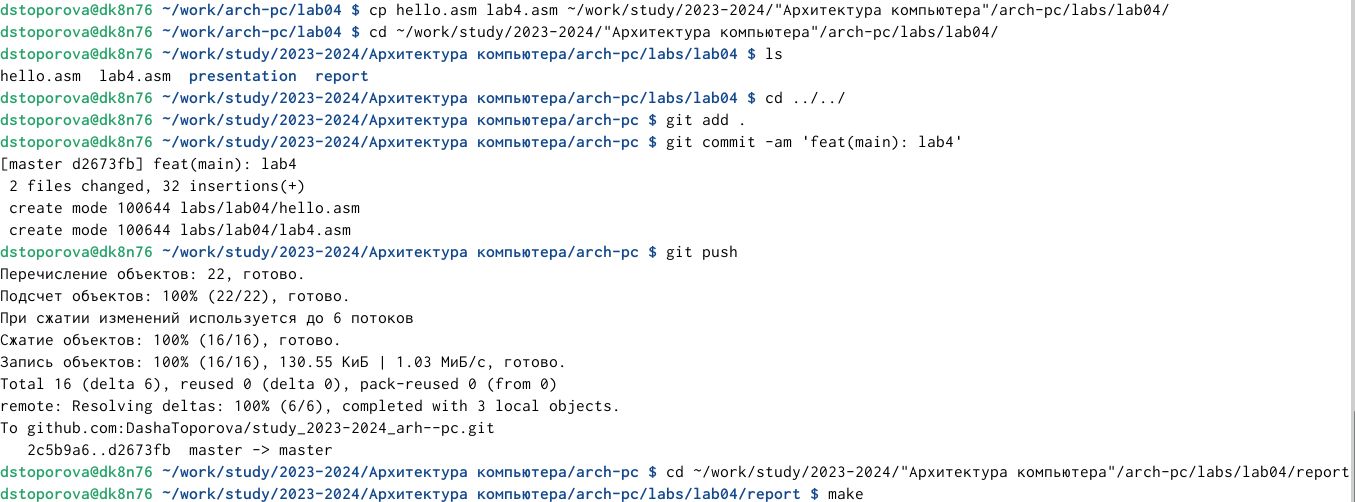 dstoporova@dk8n76 ~/work/arch-pc/lab04 $ cp hello.asm lab4.asm ~/work/study/2023-2024/"Архитектура компьютера"/arch-pc/labs/lab04/
dstoporova@dk8n76 ~/work/arch-pc/lab04 $ cd ~/work/study/2023-2024/"Архитектура компьютера"/arch-pc/labs/lab04/
dstoporova@dk8n76 ~/work/study/2023-2024/Архитектура компьютера/arch-pc/labs/lab04 $ ls
hello.asm  lab4.asm  presentation  report
dstoporova@dk8n76 ~/work/study/2023-2024/Архитектура компьютера/arch-pc/labs/lab04 $ cd ../../
dstoporova@dk8n76 ~/work/study/2023-2024/Архитектура компьютера/arch-pc $ git add .
dstoporova@dk8n76 ~/work/study/2023-2024/Архитектура компьютера/arch-pc $ git commit -am 'feat(main): lab4'
[master d2673fb] feat(main): lab4
 2 files changed, 32 insertions(+)
 create mode 100644 labs/lab04/hello.asm
 create mode 100644 labs/lab04/lab4.asm
dstoporova@dk8n76 ~/work/study/2023-2024/Архитектура компьютера/arch-pc $ git push
Перечисление объектов: 22, готово.
Подсчет объектов: 100% (22/22), готово.
При сжатии изменений используется до 6 потоков
Сжатие объектов: 100% (16/16), готово.
Запись объектов: 100% (16/16), 130.55 КиБ | 1.03 МиБ/с, готово.
Total 16 (delta 6), reused 0 (delta 0), pack-reused 0 (from 0)
remote: Resolving deltas: 100% (6/6), completed with 3 local objects.
To github.com:DashaToporova/study_2023-2024_arh--pc.git
   2c5b9a6..d2673fb  master -> master
dstoporova@dk8n76 ~/work/study/2023-2024/Архитектура компьютера/arch-pc $ cd ~/work/study/2023-2024/"Архитектура компьютера"/arch-pc/labs/lab04/report
dstoporova@dk8n76 ~/work/study/2023-2024/Архитектура компьютера/arch-pc/labs/lab04/report $ make